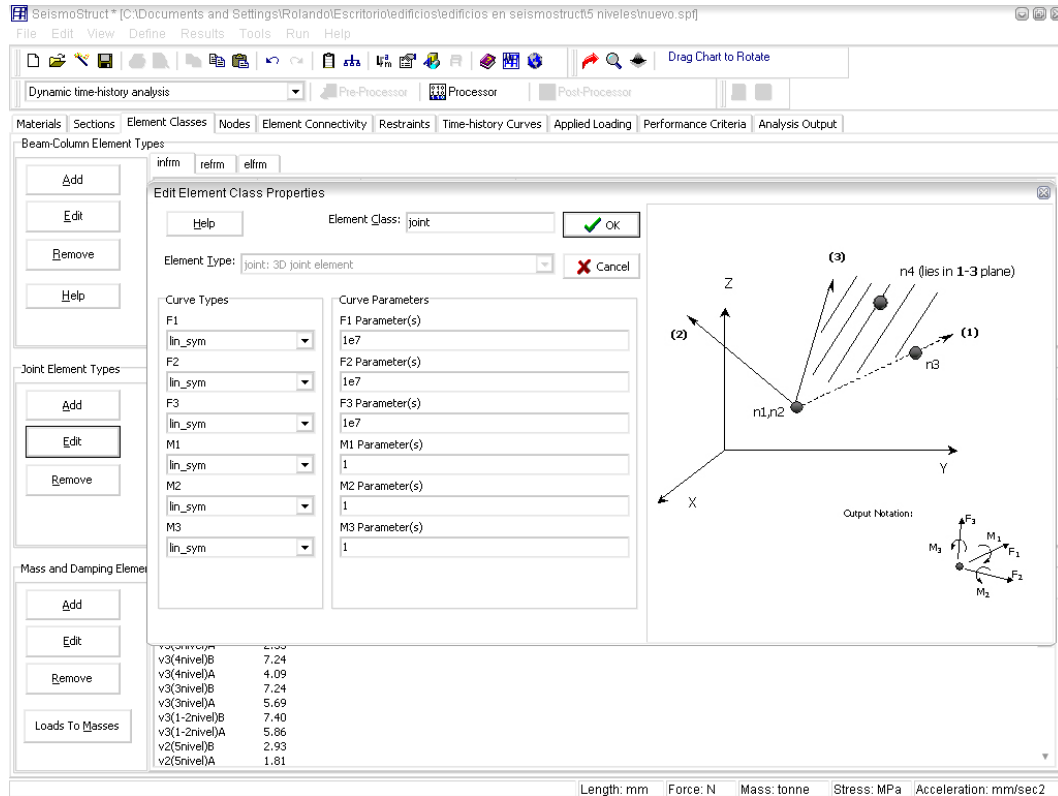 SeismoStruct * [C:\Documents and Settings\Rolando\Escritorio\edificios\edificios en seismostruct\5 niveles\nuevo.spf]
File Edit View Define Results Tools Run Help
Drag Chart to Rotate
Dynamic time-history analysis Pre-Processor Processor Post-Processor
Materials Sections Element Classes Nodes Element Connectivity Restraints Time-history Curves Applied Loading Performance Criteria Analysis Output
Beam-Column Element Types
infrm refrm elfrm
Add
Edit
Remove
Help
Joint Element Types
Add
Edit
Remove
Mass and Damping Eleme
Add
Edit
Remove
Loads To Masses
Edit Element Class Properties
Help Element Class: joint OK
Element Type: joint: 3D joint element Cancel
Curve Types Curve Parameters
F1 F1 Parameter(s)
lin_sym 1e7
F2 F2 Parameter(s)
lin_sym 1e7
F3 F3 Parameter(s)
lin_sym 1e7
M1 M1 Parameter(s)
lin_sym 1
M2 M2 Parameter(s)
lin_sym 1
M3 M3 Parameter(s)
lin_sym 1
(3)
n4 (lies in 1-3 plane)
Z
(2)
(1)
n3
n1,n2
Y
X
Output Notation:
F3
M1
M3
F1
F2
M2
v3(4nivel)B 7.24
v3(4nivel)A 4.09
v3(3nivel)B 7.24
v3(3nivel)A 5.69
v3(1-2nivel)B 7.40
v3(1-2nivel)A 5.86
v2(5nivel)B 2.93
v2(5nivel)A 1.81
Length: mm Force: N Mass: tonne Stress: MPa Acceleration: mm/sec2